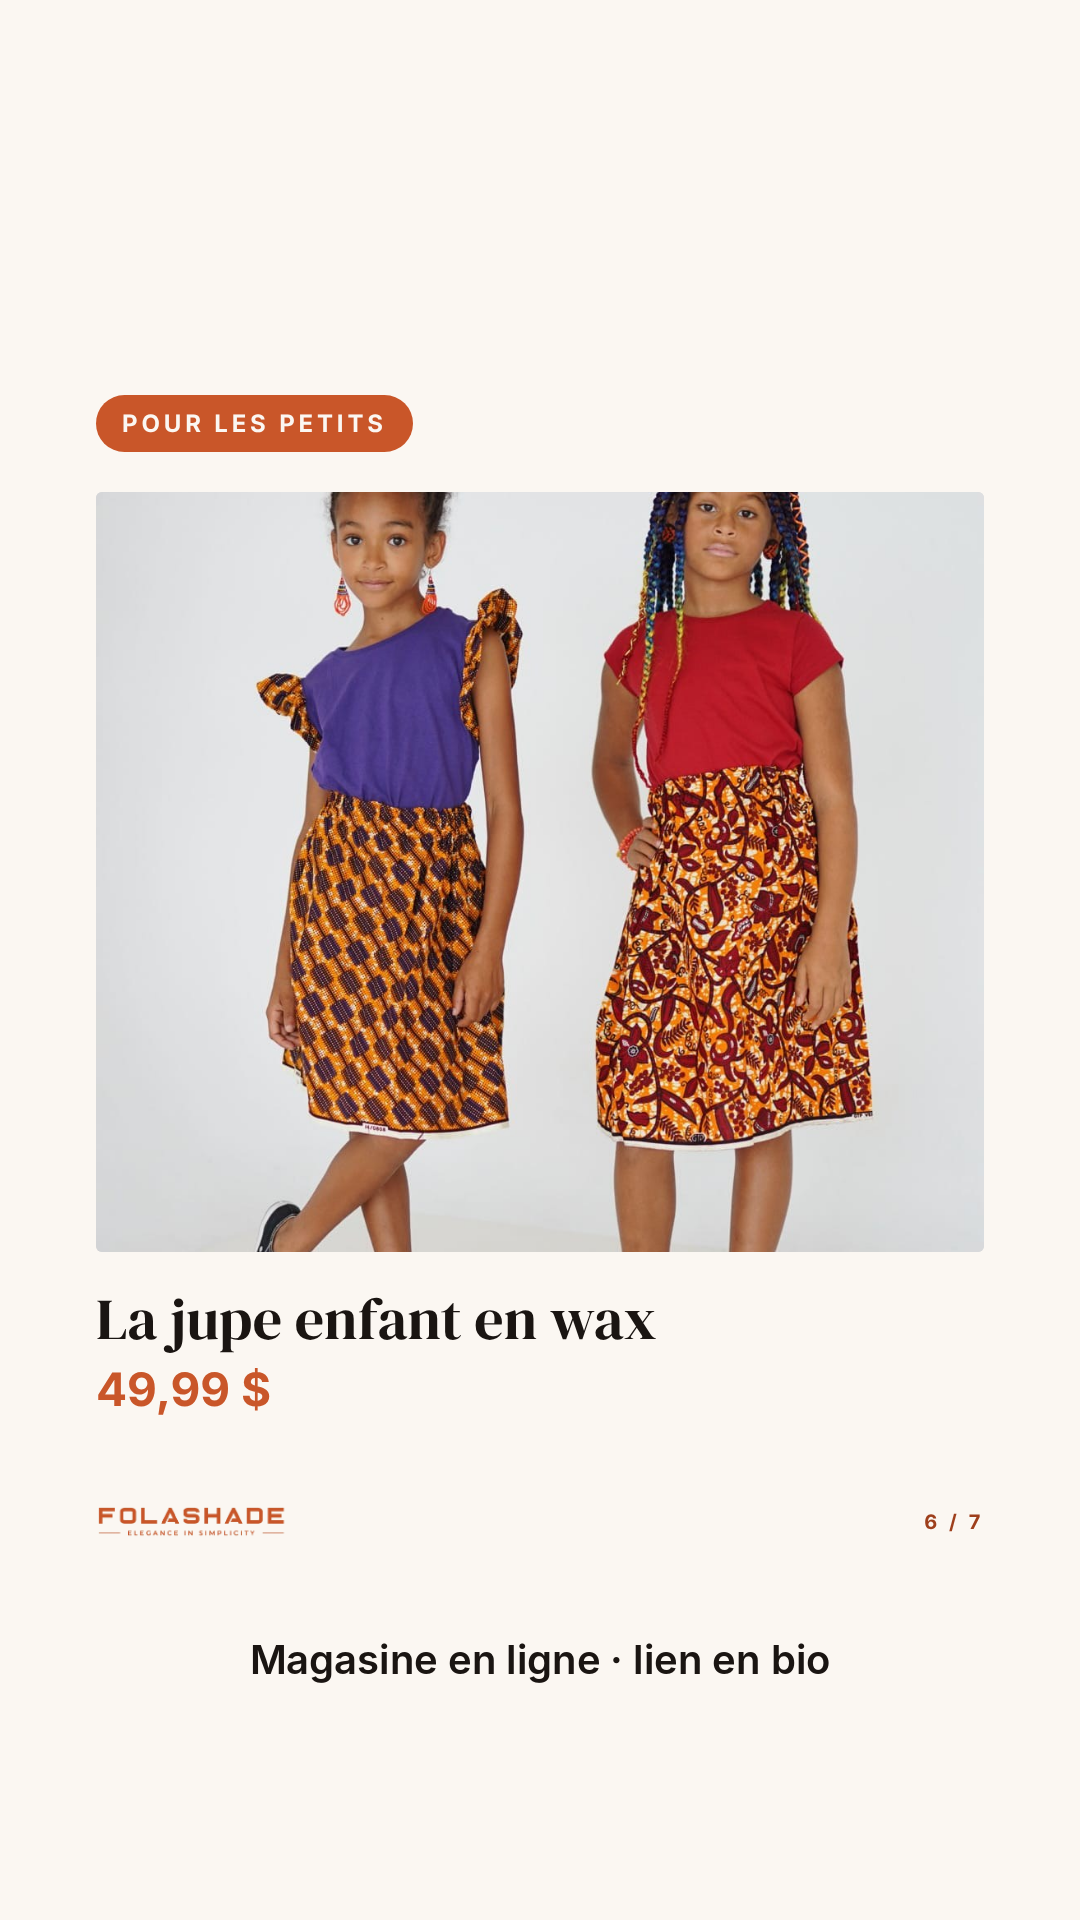 POUR LES PETITS
La jupe enfant en wax
49,99 $
FOLASHADE
ELEGANCE IN SIMPLICITY
6 / 7
Magasine en ligne · lien en bio